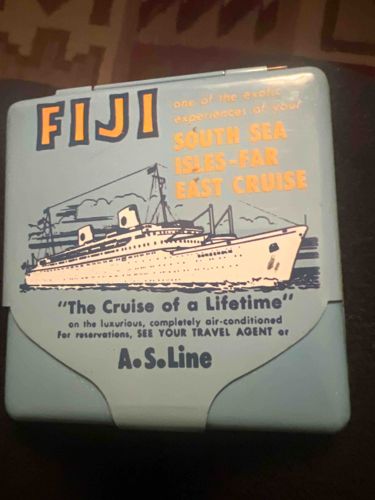 FIJI
one of the exotic
experiences of your
SOUTH SEA
ISLES-FAR
EAST CRUISE
"The Cruise of a Lifetime"
on the luxurious, completely air-conditioned
For reservations, SEE YOUR TRAVEL AGENT or
A.S.Line